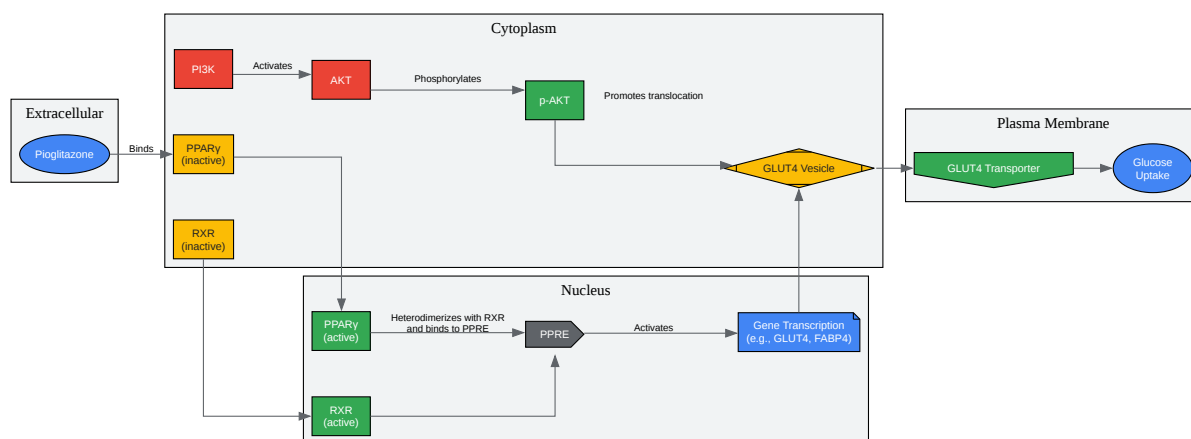 Cytoplasm
PI3K
Activates
AKT
Phosphorylates
p-AKT
Promotes translocation
Extracellular
Pioglitazone
Binds
PPARγ
(inactive)
GLUT4 Vesicle
Plasma Membrane
GLUT4 Transporter
Glucose
Uptake
RXR
(inactive)
Nucleus
PPARγ
(active)
Heterodimerizes with RXR
and binds to PPRE
PPRE
Activates
Gene Transcription
(e.g., GLUT4, FABP4)
RXR
(active)